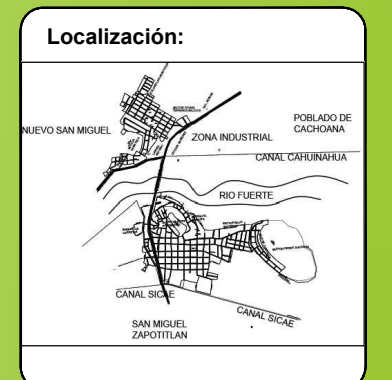 Localización:
NUEVO SAN MIGUEL
ZONA INDUSTRIAL
POBLADO DE
CACHOANA
CANAL CAHUINAHUA
RIO FUERTE
CANAL SICAE
CANAL SICAE
SAN MIGUEL
ZAPOTITLAN